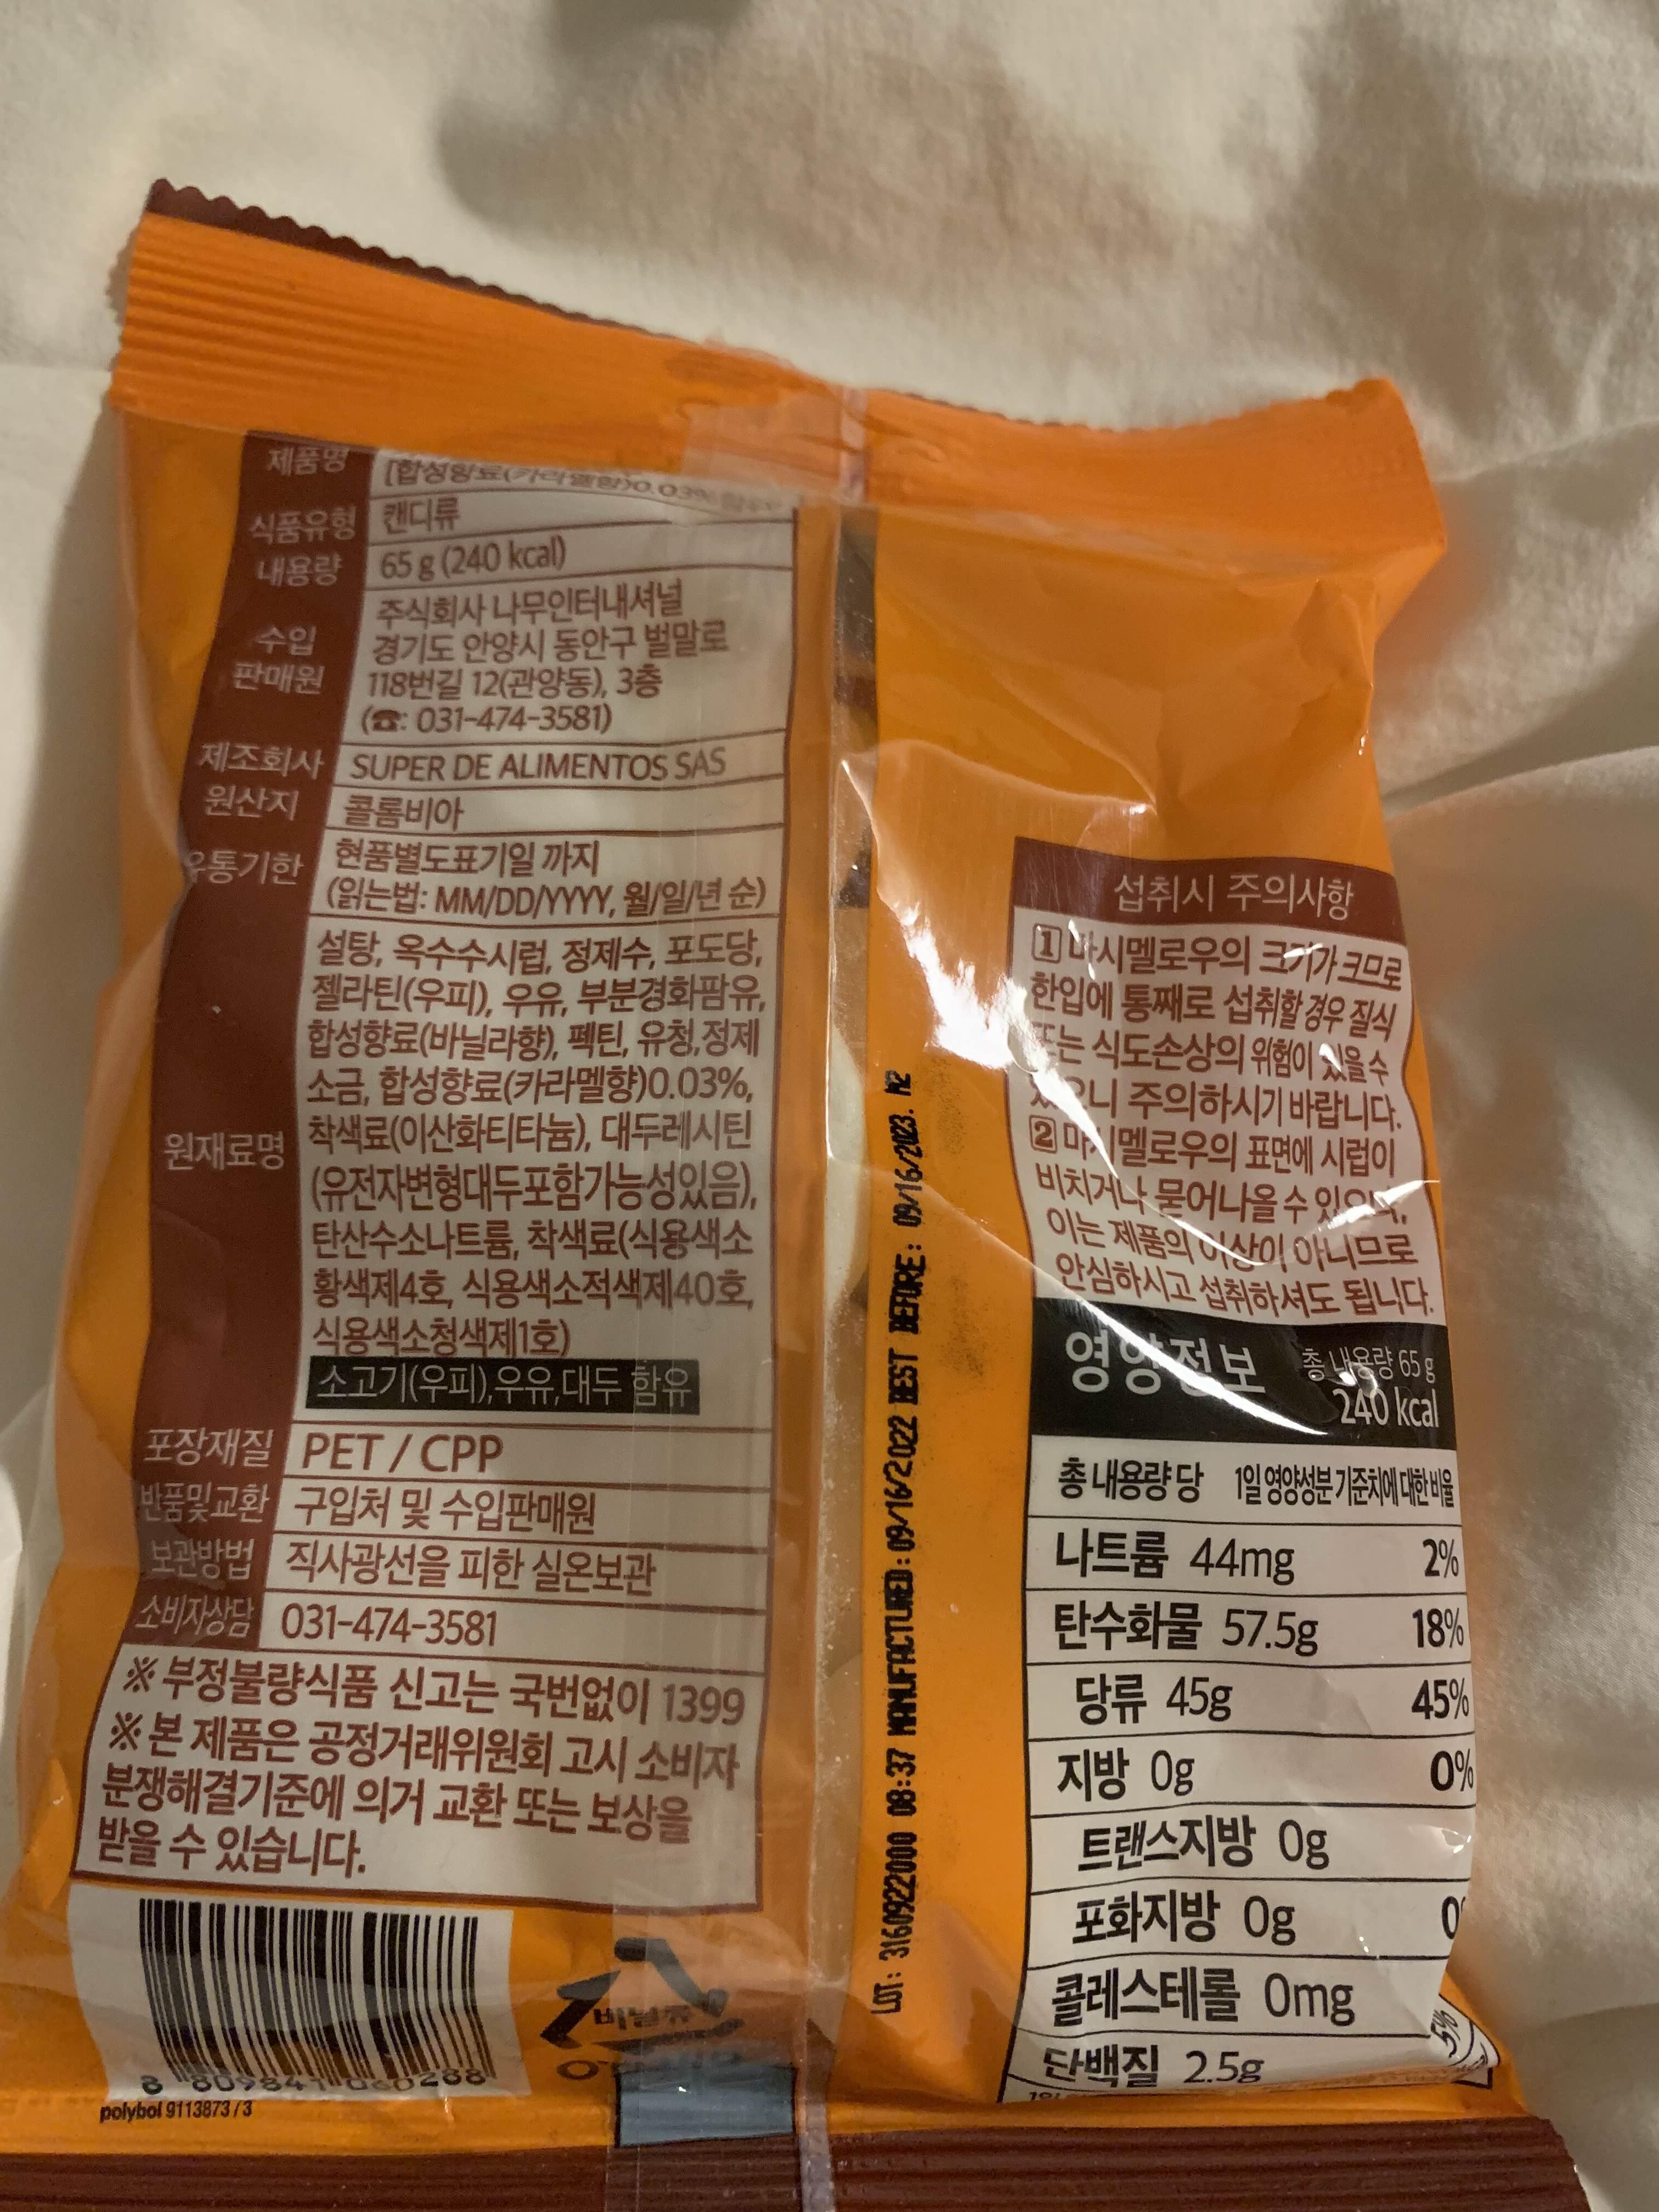 제품명
[합성향료(카라멜향)0.03%
식품유형
캔디류
내용량
65 g (240 kcal)
수입
판매원
주식회사 나무인터내셔널
경기도 안양시 동안구 벌말로
118번길 12(관양동), 3층
(☎: 031-474-3581)
제조회사
SUPER DE ALIMENTOS SAS
원산지
콜롬비아
유통기한
현품별도표기일 까지
(읽는법: MM/DD/YYYY, 월/일/년 순)
원재료명
설탕, 옥수수시럽, 정제수, 포도당,
젤라틴(우피), 우유, 부분경화팜유,
합성향료(바닐라향), 펙틴, 유청, 정제
소금, 합성향료(카라멜향)0.03%,
착색료(이산화티타늄), 대두레시틴
(유전자변형대두포함가능성있음),
탄산수소나트륨, 착색료(식용색소
황색제4호, 식용색소적색제40호,
식용색소청색제1호)
소고기(우피),우유,대두 함유
포장재질
PET / CPP
반품및교환
구입처 및 수입판매원
보관방법
직사광선을 피한 실온보관
소비자상담
031-474-3581
※ 부정불량식품 신고는 국번없이 1399
※ 본 제품은 공정거래위원회 고시 소비자
분쟁해결기준에 의거 교환 또는 보상을
받을 수 있습니다.
8 809841 060288
polybol 9113873 / 3
비닐류
LOT: 3160922000 08:37 MANUFACTURED: 09/16/2022 BEST BEFORE: 09/16/2023. M2
섭취시 주의사항
1 마시멜로우의 크기가 크므로
한입에 통째로 섭취할 경우 질식
또는 식도손상의 위험이 있을 수
있으니 주의하시기 바랍니다.
2 마시멜로우의 표면에 시럽이
비치거나 묻어나올 수 있으나,
이는 제품의 이상이 아니므로
안심하시고 섭취하셔도 됩니다.
영양정보
총 내용량 65 g
240 kcal
총 내용량 당 1일 영양성분 기준치에 대한 비율
나트륨 44mg 2%
탄수화물 57.5g 18%
당류 45g 45%
지방 0g 0%
트랜스지방 0g
포화지방 0g 0
콜레스테롤 0mg
단백질 2.5g 5%